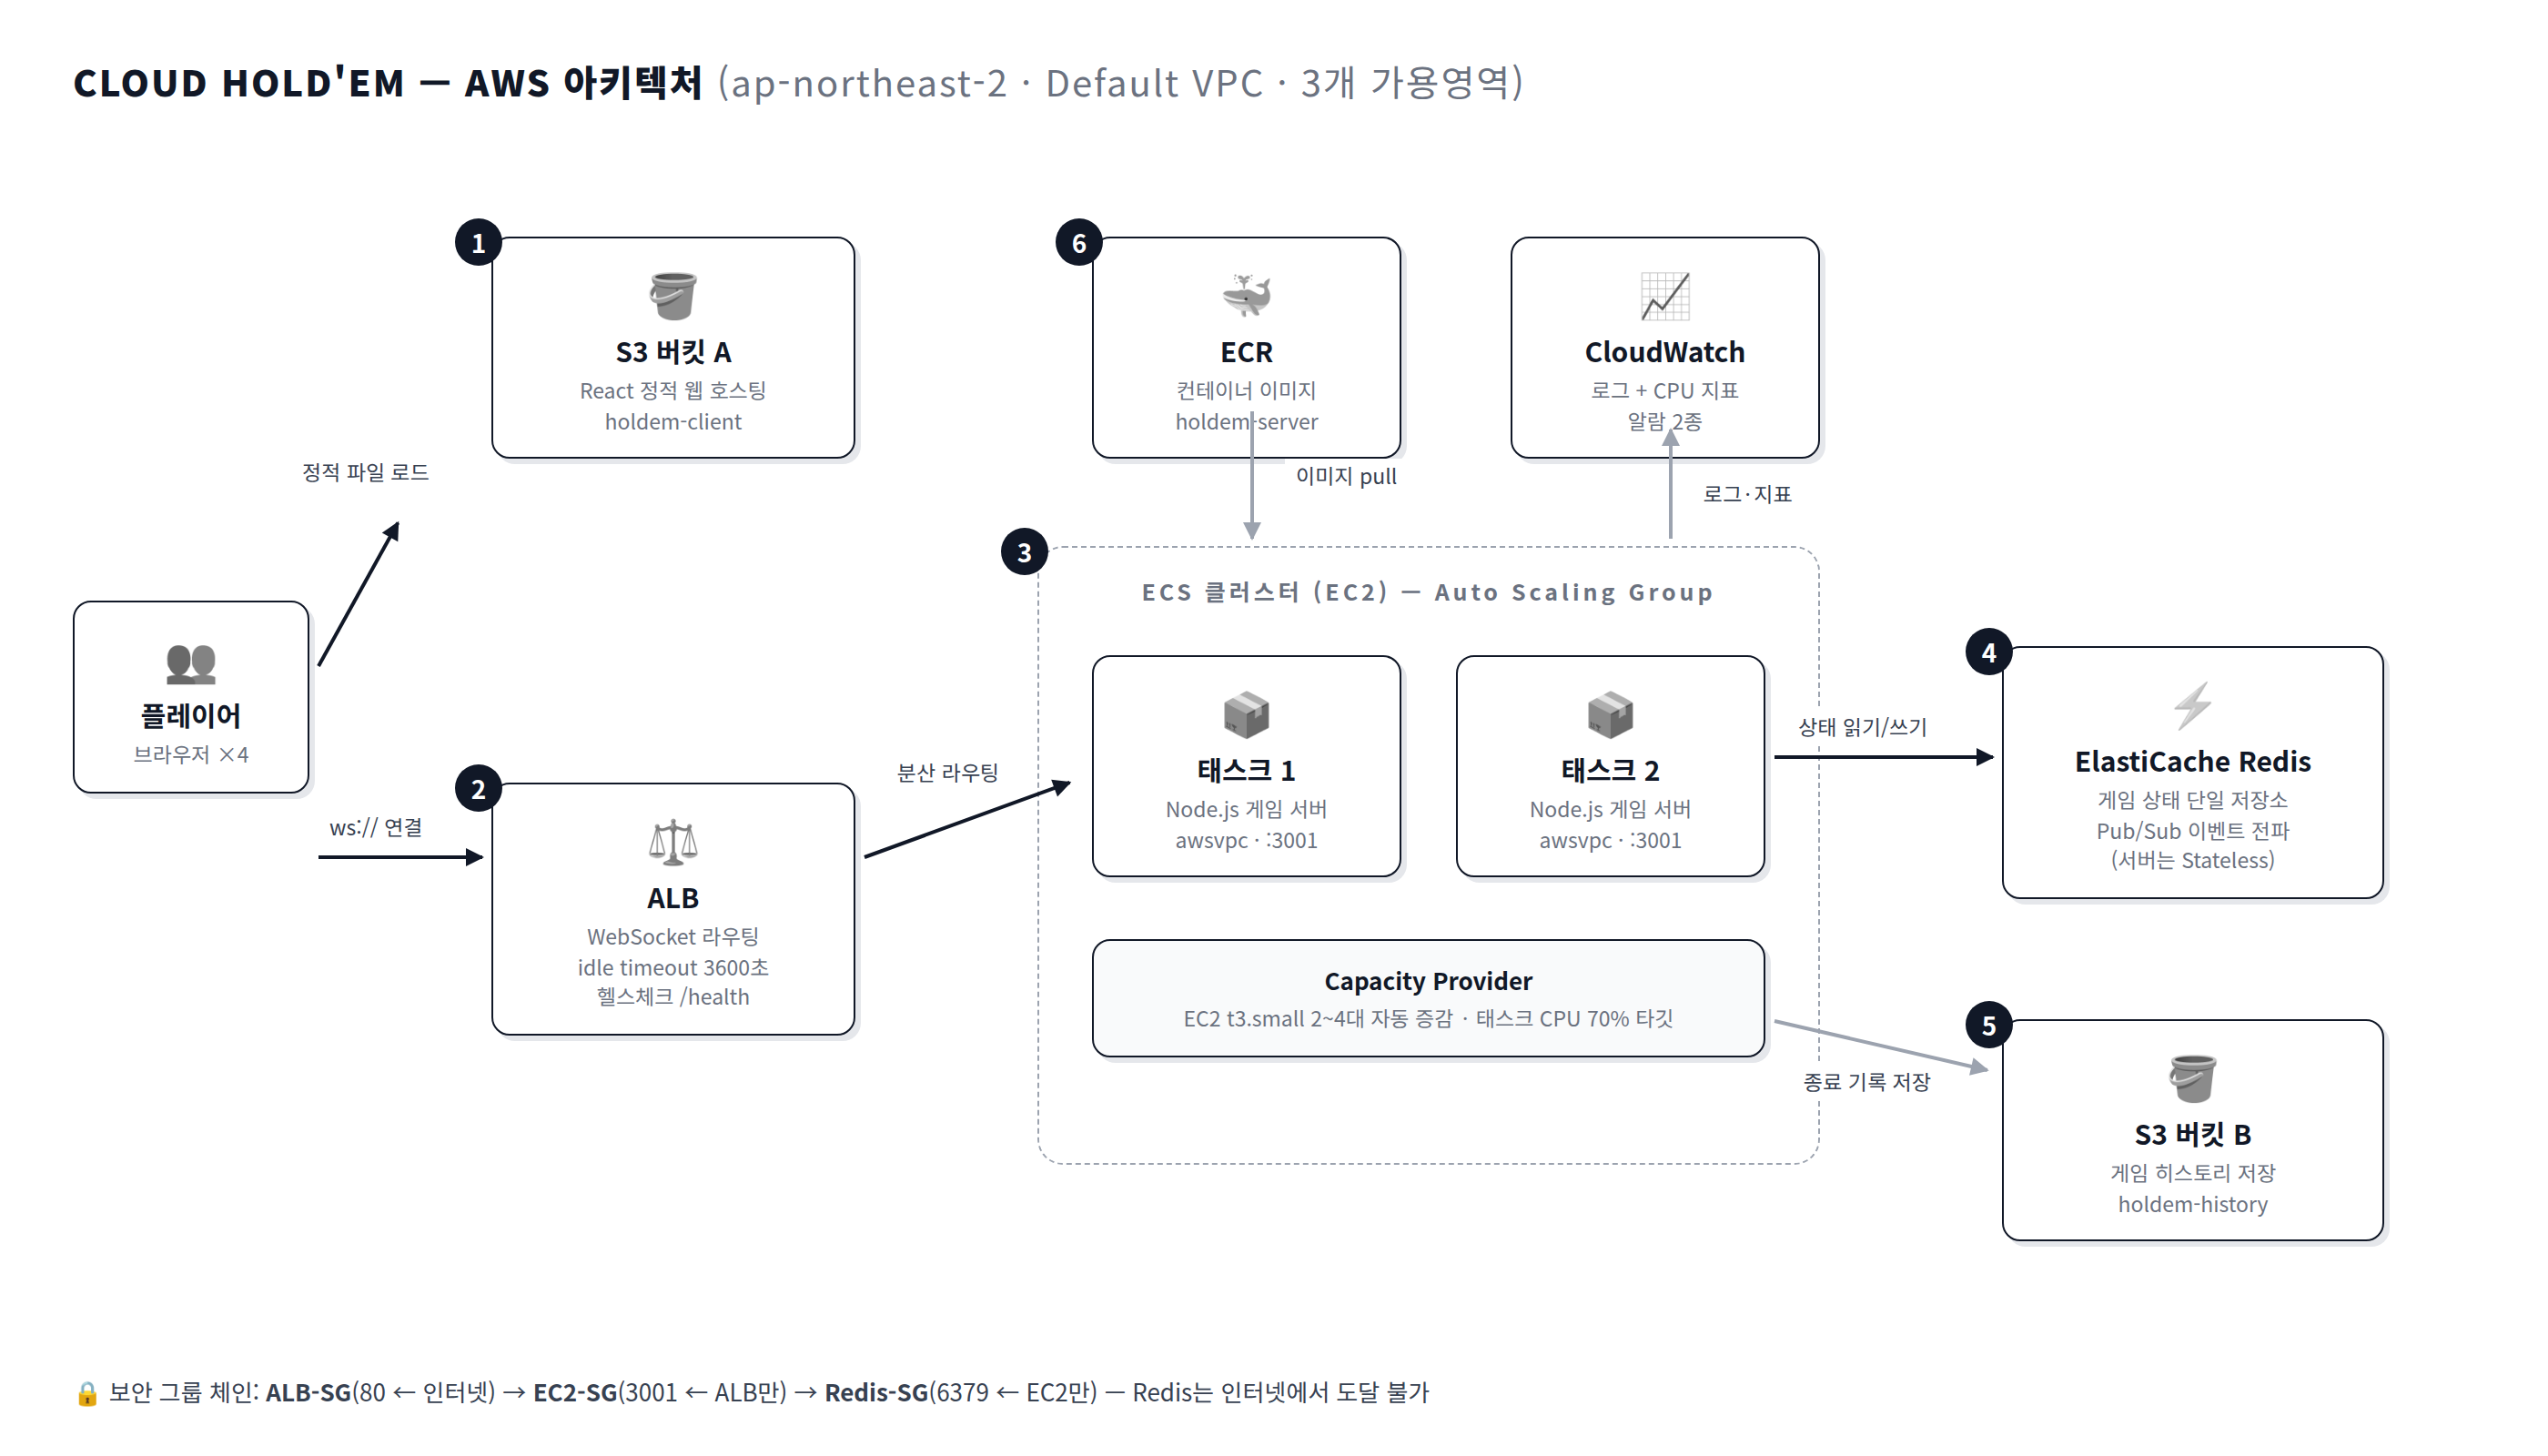 CLOUD HOLD'EM — AWS 아키텍처 (ap-northeast-2 · Default VPC · 3개 가용영역)
1
S3 버킷 A
React 정적 웹 호스팅
holdem-client
6
ECR
컨테이너 이미지
holdem-server
CloudWatch
로그 + CPU 지표
알람 2종
정적 파일 로드
이미지 pull
로그·지표
3
ECS 클러스터 (EC2) — Auto Scaling Group
플레이어
브라우저 ×4
ws:// 연결
2
ALB
WebSocket 라우팅
idle timeout 3600초
헬스체크 /health
분산 라우팅
태스크 1
Node.js 게임 서버
awsvpc · :3001
태스크 2
Node.js 게임 서버
awsvpc · :3001
상태 읽기/쓰기
4
ElastiCache Redis
게임 상태 단일 저장소
Pub/Sub 이벤트 전파
(서버는 Stateless)
Capacity Provider
EC2 t3.small 2~4대 자동 증감 · 태스크 CPU 70% 타깃
종료 기록 저장
5
S3 버킷 B
게임 히스토리 저장
holdem-history
🔒 보안 그룹 체인: ALB-SG(80 ← 인터넷) → EC2-SG(3001 ← ALB만) → Redis-SG(6379 ← EC2만) — Redis는 인터넷에서 도달 불가